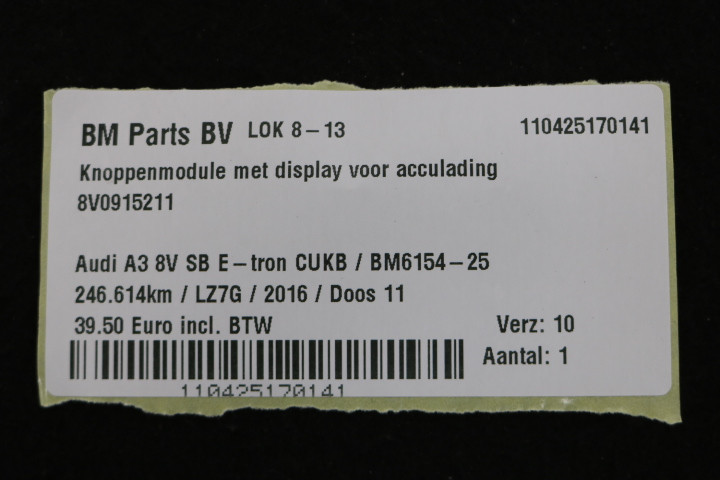 BM Parts BV LOK 8-13 110425170141
Knoppenmodule met display voor acculading
8V0915211
Audi A3 8V SB E-tron CUKB / BM6154-25
246.614km / LZ7G / 2016 / Doos 11
39.50 Euro incl. BTW Verz: 10
Aantal: 1
110425170141